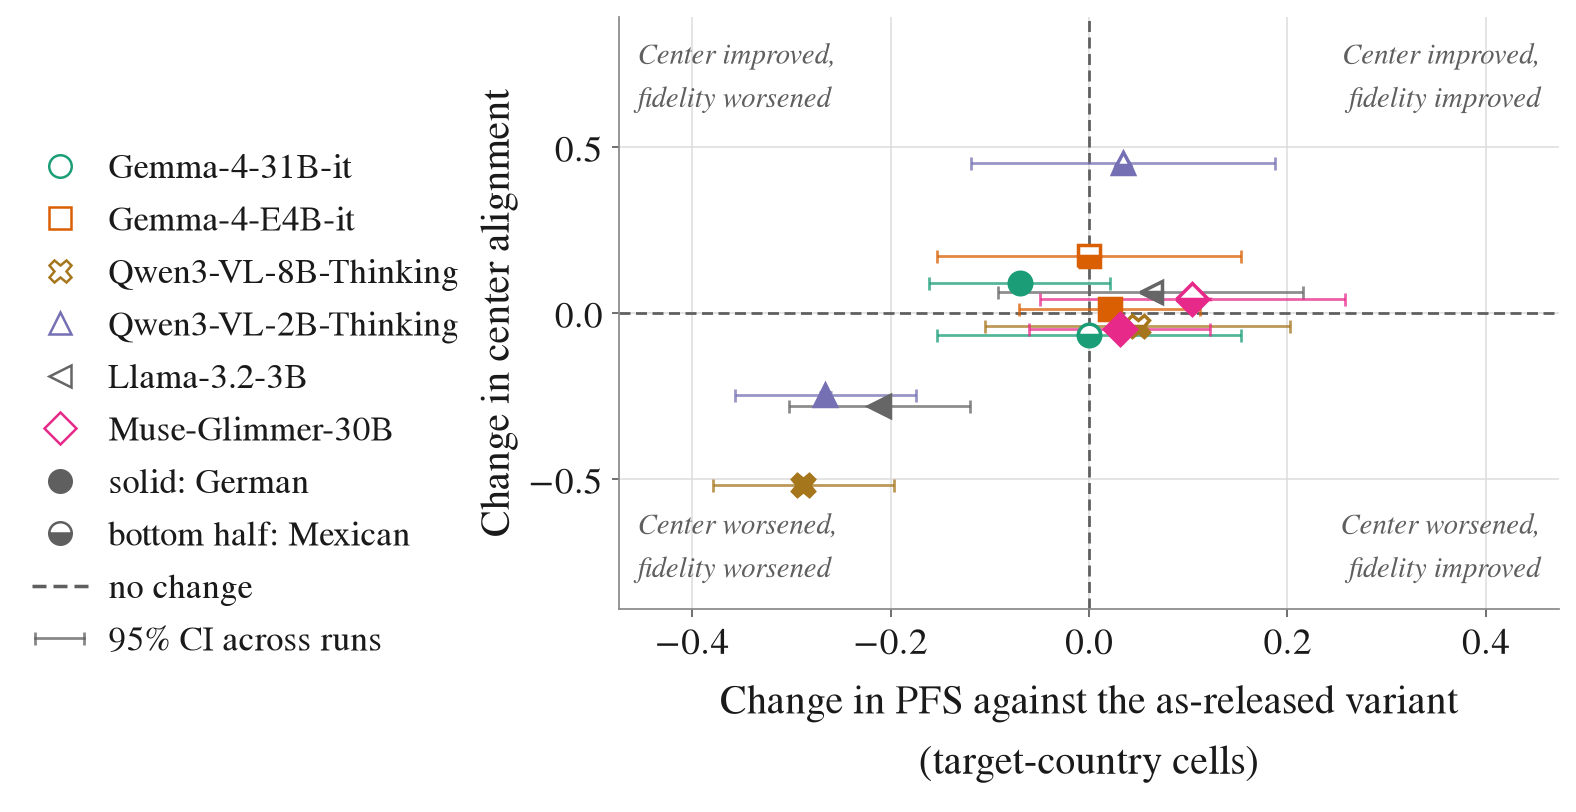 Gemma-4-31B-it
Gemma-4-E4B-it
Qwen3-VL-8B-Thinking
Qwen3-VL-2B-Thinking
Llama-3.2-3B
Muse-Glimmer-30B
solid: German
bottom half: Mexican
no change
95% CI across runs
Change in center alignment
0.5
0.0
−0.5
Center improved,
fidelity worsened
Center improved,
fidelity improved
Center worsened,
fidelity worsened
Center worsened,
fidelity improved
−0.4
−0.2
0.0
0.2
0.4
Change in PFS against the as-released variant
(target-country cells)